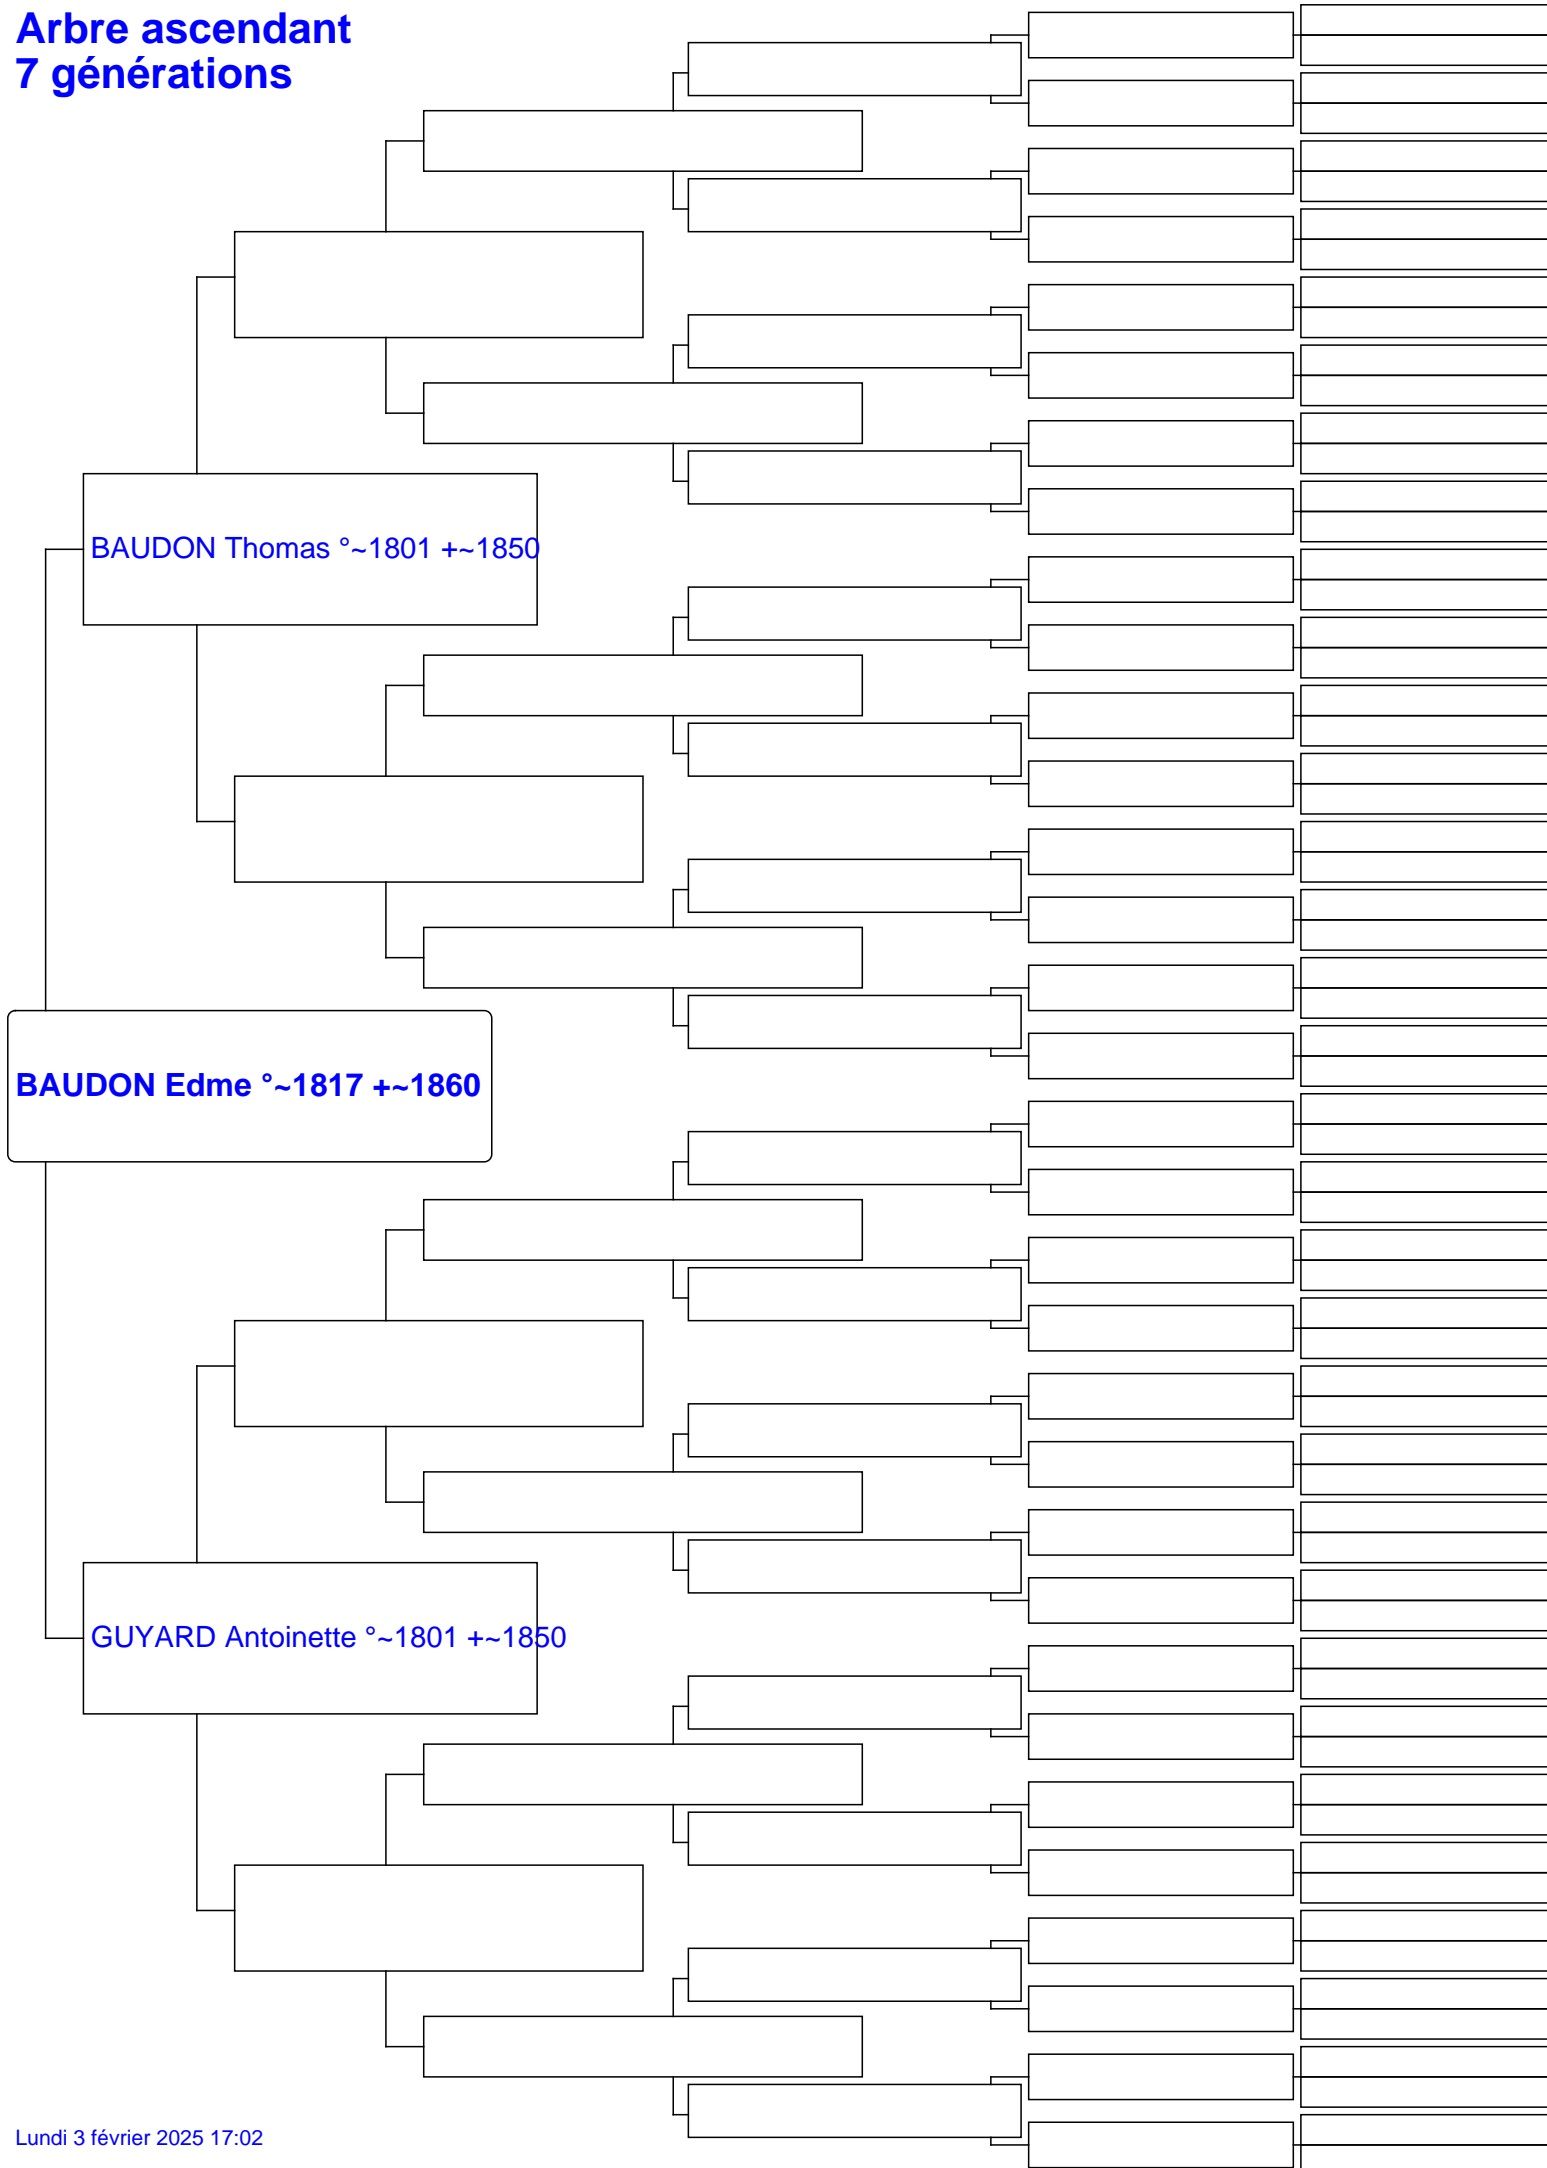 Arbre ascendant
7 générations
BAUDON Thomas °~1801 +~1850
BAUDON Edme °~1817 +~1860
GUYARD Antoinette °~1801 +~1850
Lundi 3 février 2025 17:02